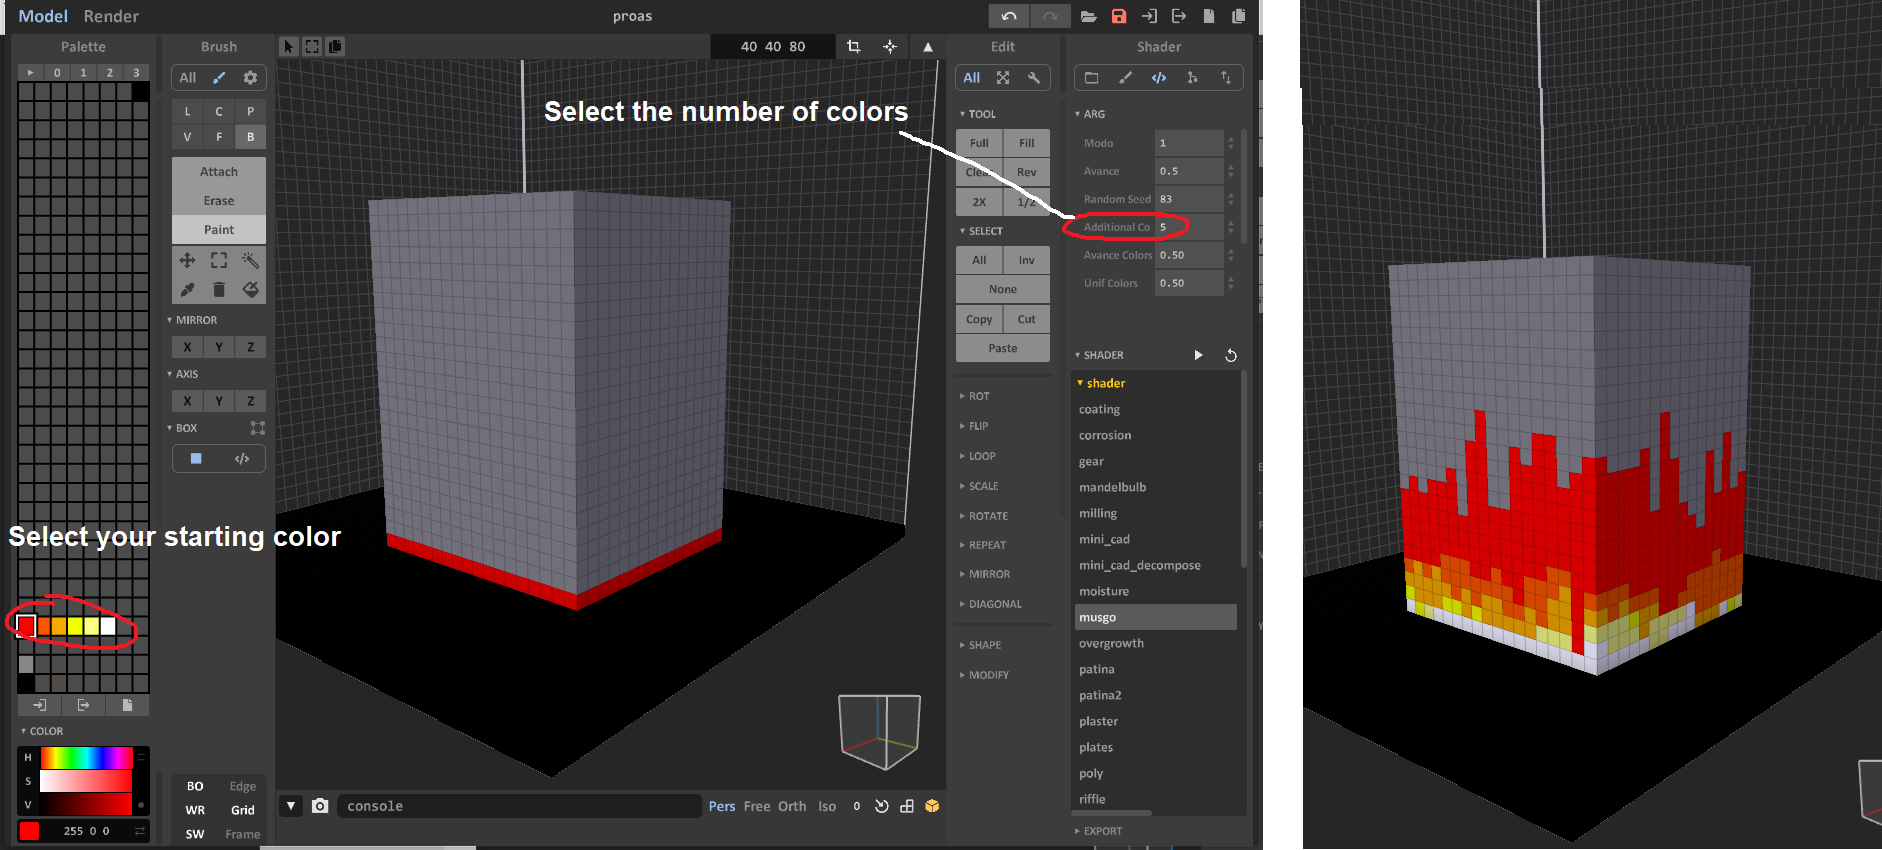 Model Render
proas
Palette
Brush
40 40 80
Edit
Shader
0 1 2 3
All
All
L C P
V F B
Attach
Erase
Paint
MIRROR
X Y Z
AXIS
X Y Z
BOX
Select the number of colors
Select your starting color
TOOL
Full Fill
Rev
2X 1/2
SELECT
All Inv
None
Copy Cut
Paste
ROT
FLIP
LOOP
SCALE
ROTATE
REPEAT
MIRROR
DIAGONAL
SHAPE
MODIFY
ARG
Modo 1
Avance 0.5
Random Seed 83
Additional Co 5
Avance Colors 0.50
Unif Colors 0.50
SHADER
shader
coating
corrosion
gear
mandelbulb
milling
mini_cad
mini_cad_decompose
moisture
musgo
overgrowth
patina
patina2
plaster
plates
poly
riffle
EXPORT
COLOR
H
S
V
255 0 0
BO Edge
WR Grid
SW Frame
console
Pers Free Orth Iso 0